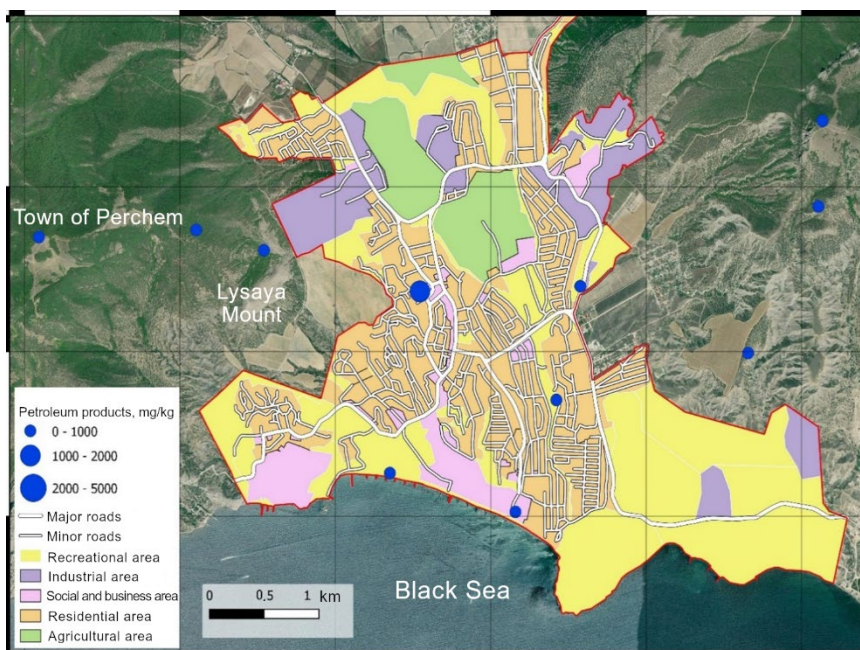 Town of Perchem
Lysaya
Mount
Petroleum products, mg/kg
0 - 1000
1000 - 2000
2000 - 5000
Major roads
Minor roads
Recreational area
Industrial area
Social and business area
Residential area
Agricultural area
0 0,5 1 km
Black Sea